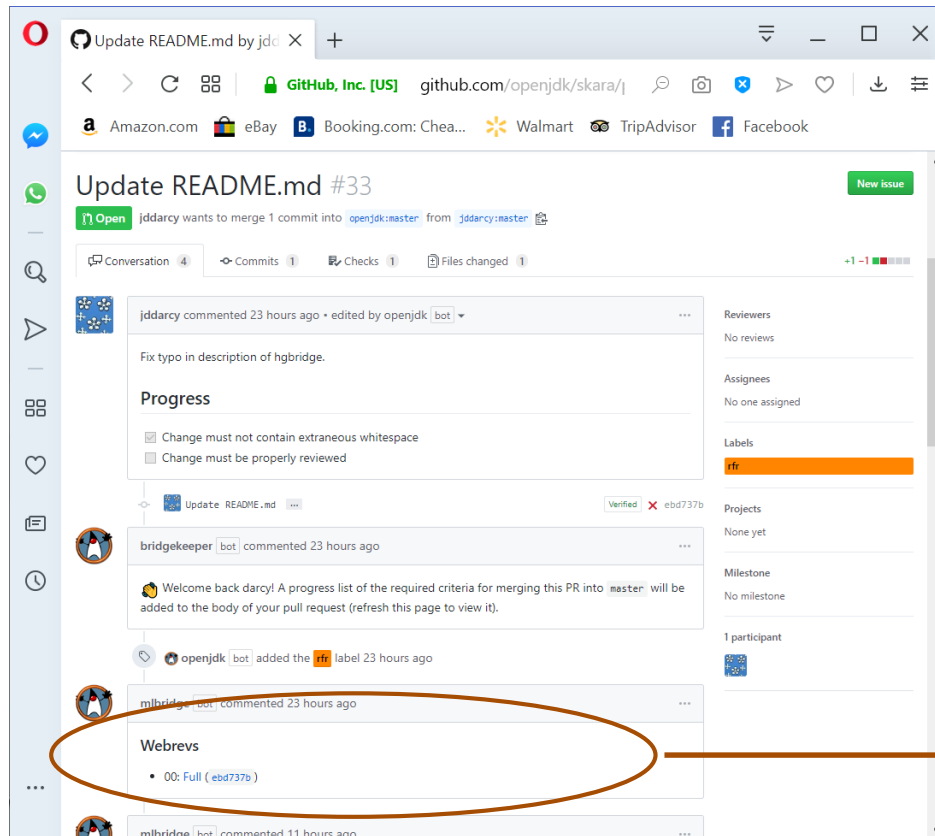 Update README.md by jdd
GitHub, Inc. [US] github.com/openjdk/skara/p
Amazon.com eBay B. Booking.com: Chea... Walmart TripAdvisor Facebook
Update README.md #33
New issue
Open jddarcy wants to merge 1 commit into openjdk:master from jddarcy:master
Conversation 4 Commits 1 Checks 1 Files changed 1 +1 −1
jddarcy commented 23 hours ago • edited by openjdk bot
Fix typo in description of hgbridge.
Progress
Change must not contain extraneous whitespace
Change must be properly reviewed
Update README.md ... Verified ebd737b
bridgekeeper bot commented 23 hours ago
Welcome back darcy! A progress list of the required criteria for merging this PR into master will be
added to the body of your pull request (refresh this page to view it).
openjdk bot added the rfr label 23 hours ago
mlbridge bot commented 23 hours ago
Webrevs
• 00: Full ( ebd737b )
mlbridge bot commented 11 hours ago
Reviewers
No reviews
Assignees
No one assigned
Labels
rfr
Projects
None yet
Milestone
No milestone
1 participant